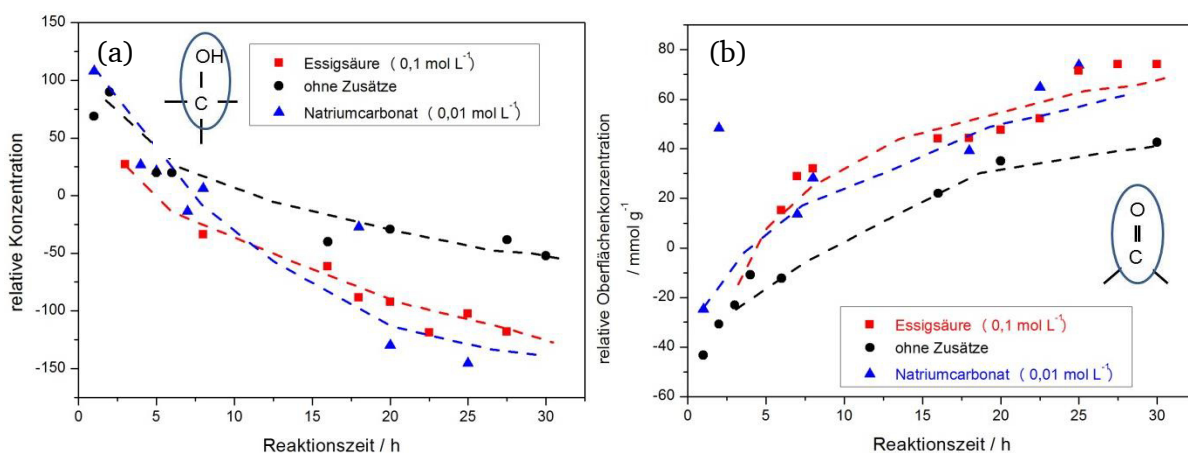 (a)
OH
C
Essigsäure ( 0,1 mol L⁻¹)
ohne Zusätze
Natriumcarbonat ( 0,01 mol L⁻¹)
relative Konzentration
150
100
50
0
-50
-100
-150
0 5 10 15 20 25 30
Reaktionszeit / h
(b)
O
C
Essigsäure ( 0,1 mol L⁻¹)
ohne Zusätze
Natriumcarbonat ( 0,01 mol L⁻¹)
relative Oberflächenkonzentration
/ mmol g⁻¹
80
60
40
20
0
-20
-40
-60
0 5 10 15 20 25 30
Reaktionszeit / h